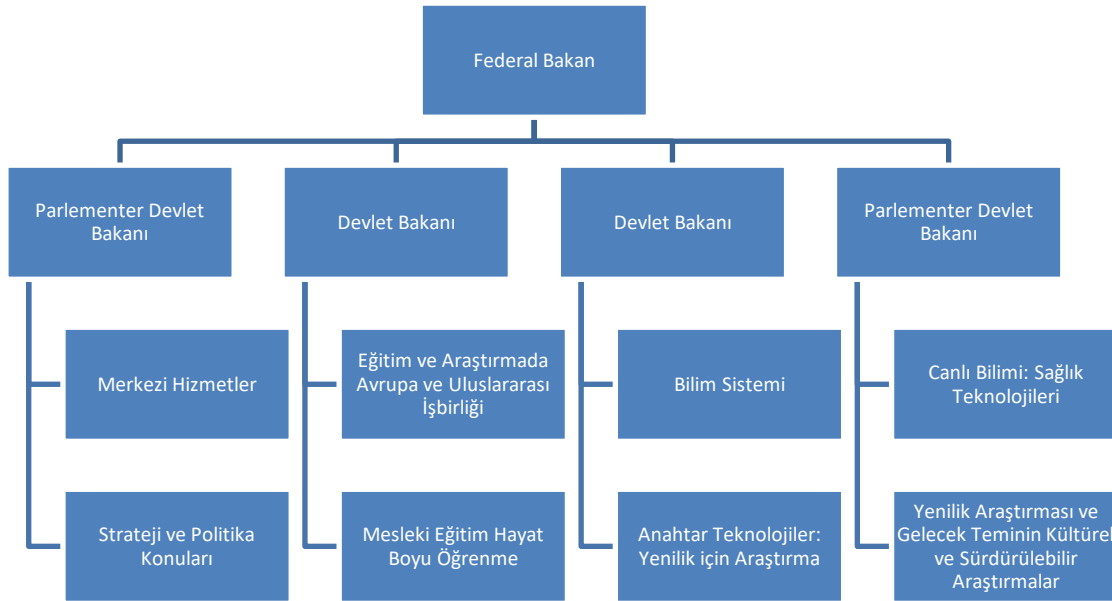 Federal Bakan
Parlementer Devlet
Bakanı
Devlet Bakanı
Devlet Bakanı
Parlementer Devlet
Bakanı
Merkezi Hizmetler
Eğitim ve Araştırmada
Avrupa ve Uluslararası
İşbirliği
Bilim Sistemi
Canlı Bilimi: Sağlık
Teknolojileri
Strateji ve Politika
Konuları
Mesleki Eğitim Hayat
Boyu Öğrenme
Anahtar Teknolojiler:
Yenilik için Araştırma
Yenilik Araştırması ve
Gelecek Teminin Kültürel
ve Sürdürülebilir
Araştırmalar